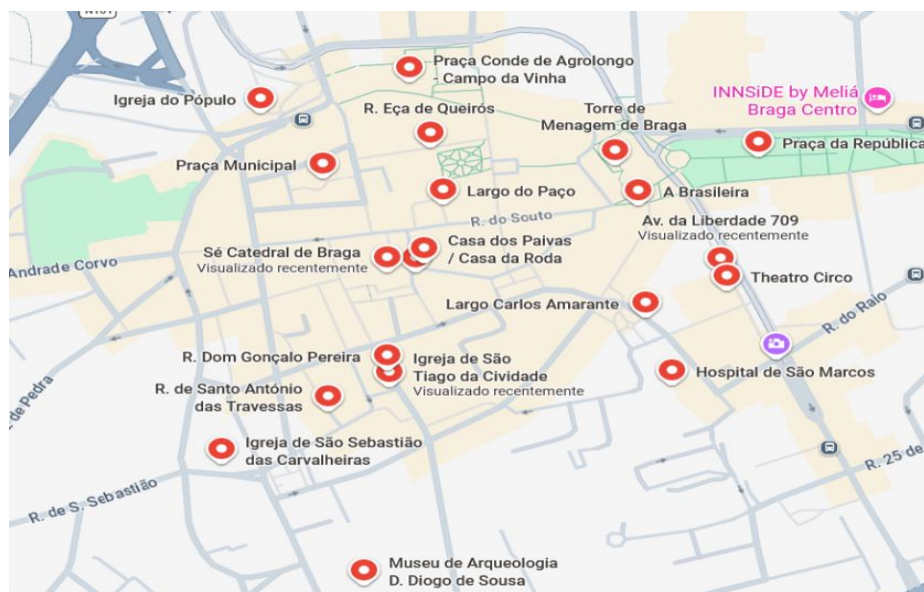 N101
Praça Conde de Agrolongo
- Campo da Vinha
Igreja do Pópulo
INNSiDE by Meliá
Braga Centro
R. Eça de Queirós
Torre de
Menagem de Braga
Praça da República
Praça Municipal
Largo do Paço
A Brasileira
R. do Souto
Av. da Liberdade 709
Visualizado recentemente
Sé Catedral de Braga
Visualizado recentemente
Casa dos Paivas
/ Casa da Roda
Andrade Corvo
Theatro Circo
Largo Carlos Amarante
R. do Raio
R. Dom Gonçalo Pereira
Igreja de São
Tiago da Cividade
Visualizado recentemente
Hospital de São Marcos
de Pedra
R. de Santo António
das Travessas
Igreja de São Sebastião
das Carvalheiras
R. 25 de
R. de S. Sebastião
Museu de Arqueologia
D. Diogo de Sousa